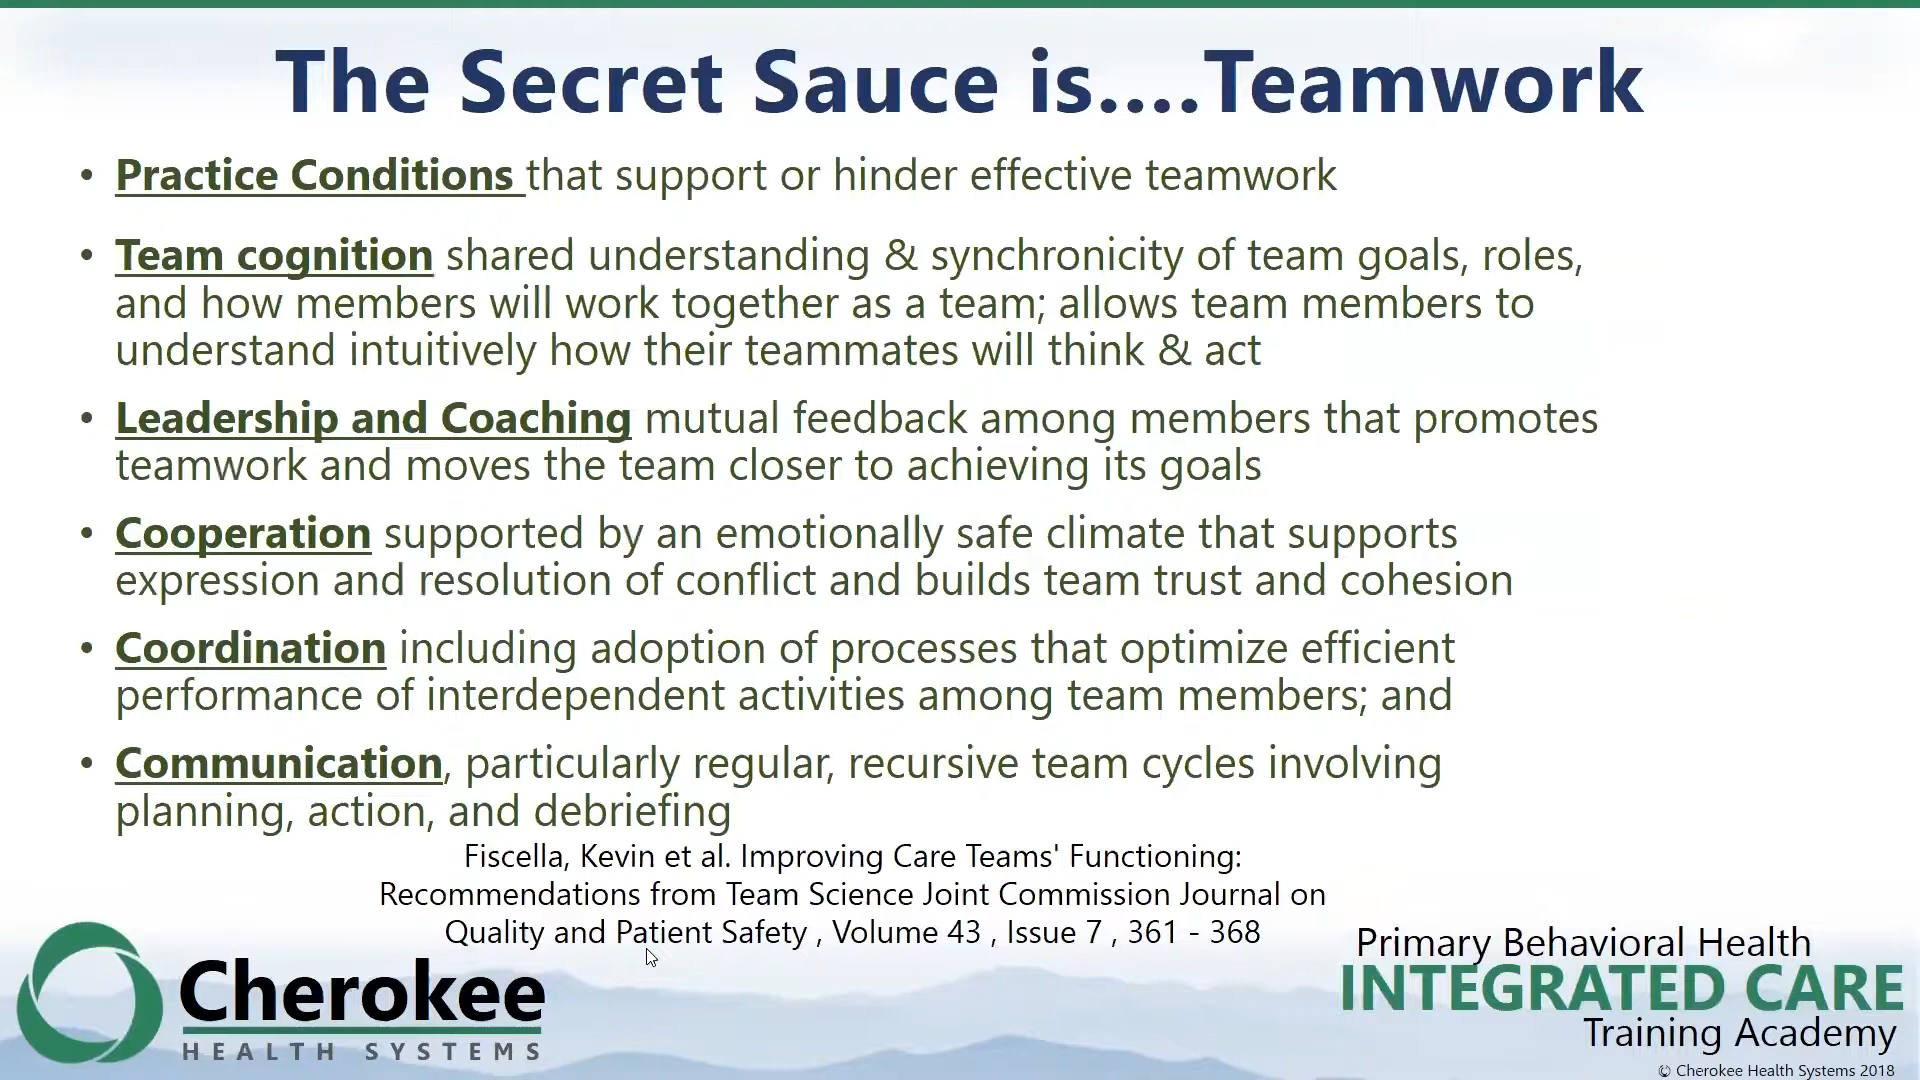 The Secret Sauce is....Teamwork
• Practice Conditions that support or hinder effective teamwork
• Team cognition shared understanding & synchronicity of team goals, roles,
and how members will work together as a team; allows team members to
understand intuitively how their teammates will think & act
• Leadership and Coaching mutual feedback among members that promotes
teamwork and moves the team closer to achieving its goals
• Cooperation supported by an emotionally safe climate that supports
expression and resolution of conflict and builds team trust and cohesion
• Coordination including adoption of processes that optimize efficient
performance of interdependent activities among team members; and
• Communication, particularly regular, recursive team cycles involving
planning, action, and debriefing
Fiscella, Kevin et al. Improving Care Teams' Functioning:
Recommendations from Team Science Joint Commission Journal on
Quality and Patient Safety , Volume 43 , Issue 7 , 361 - 368
Cherokee
HEALTH SYSTEMS
Primary Behavioral Health
INTEGRATED CARE
Training Academy
© Cherokee Health Systems 2018